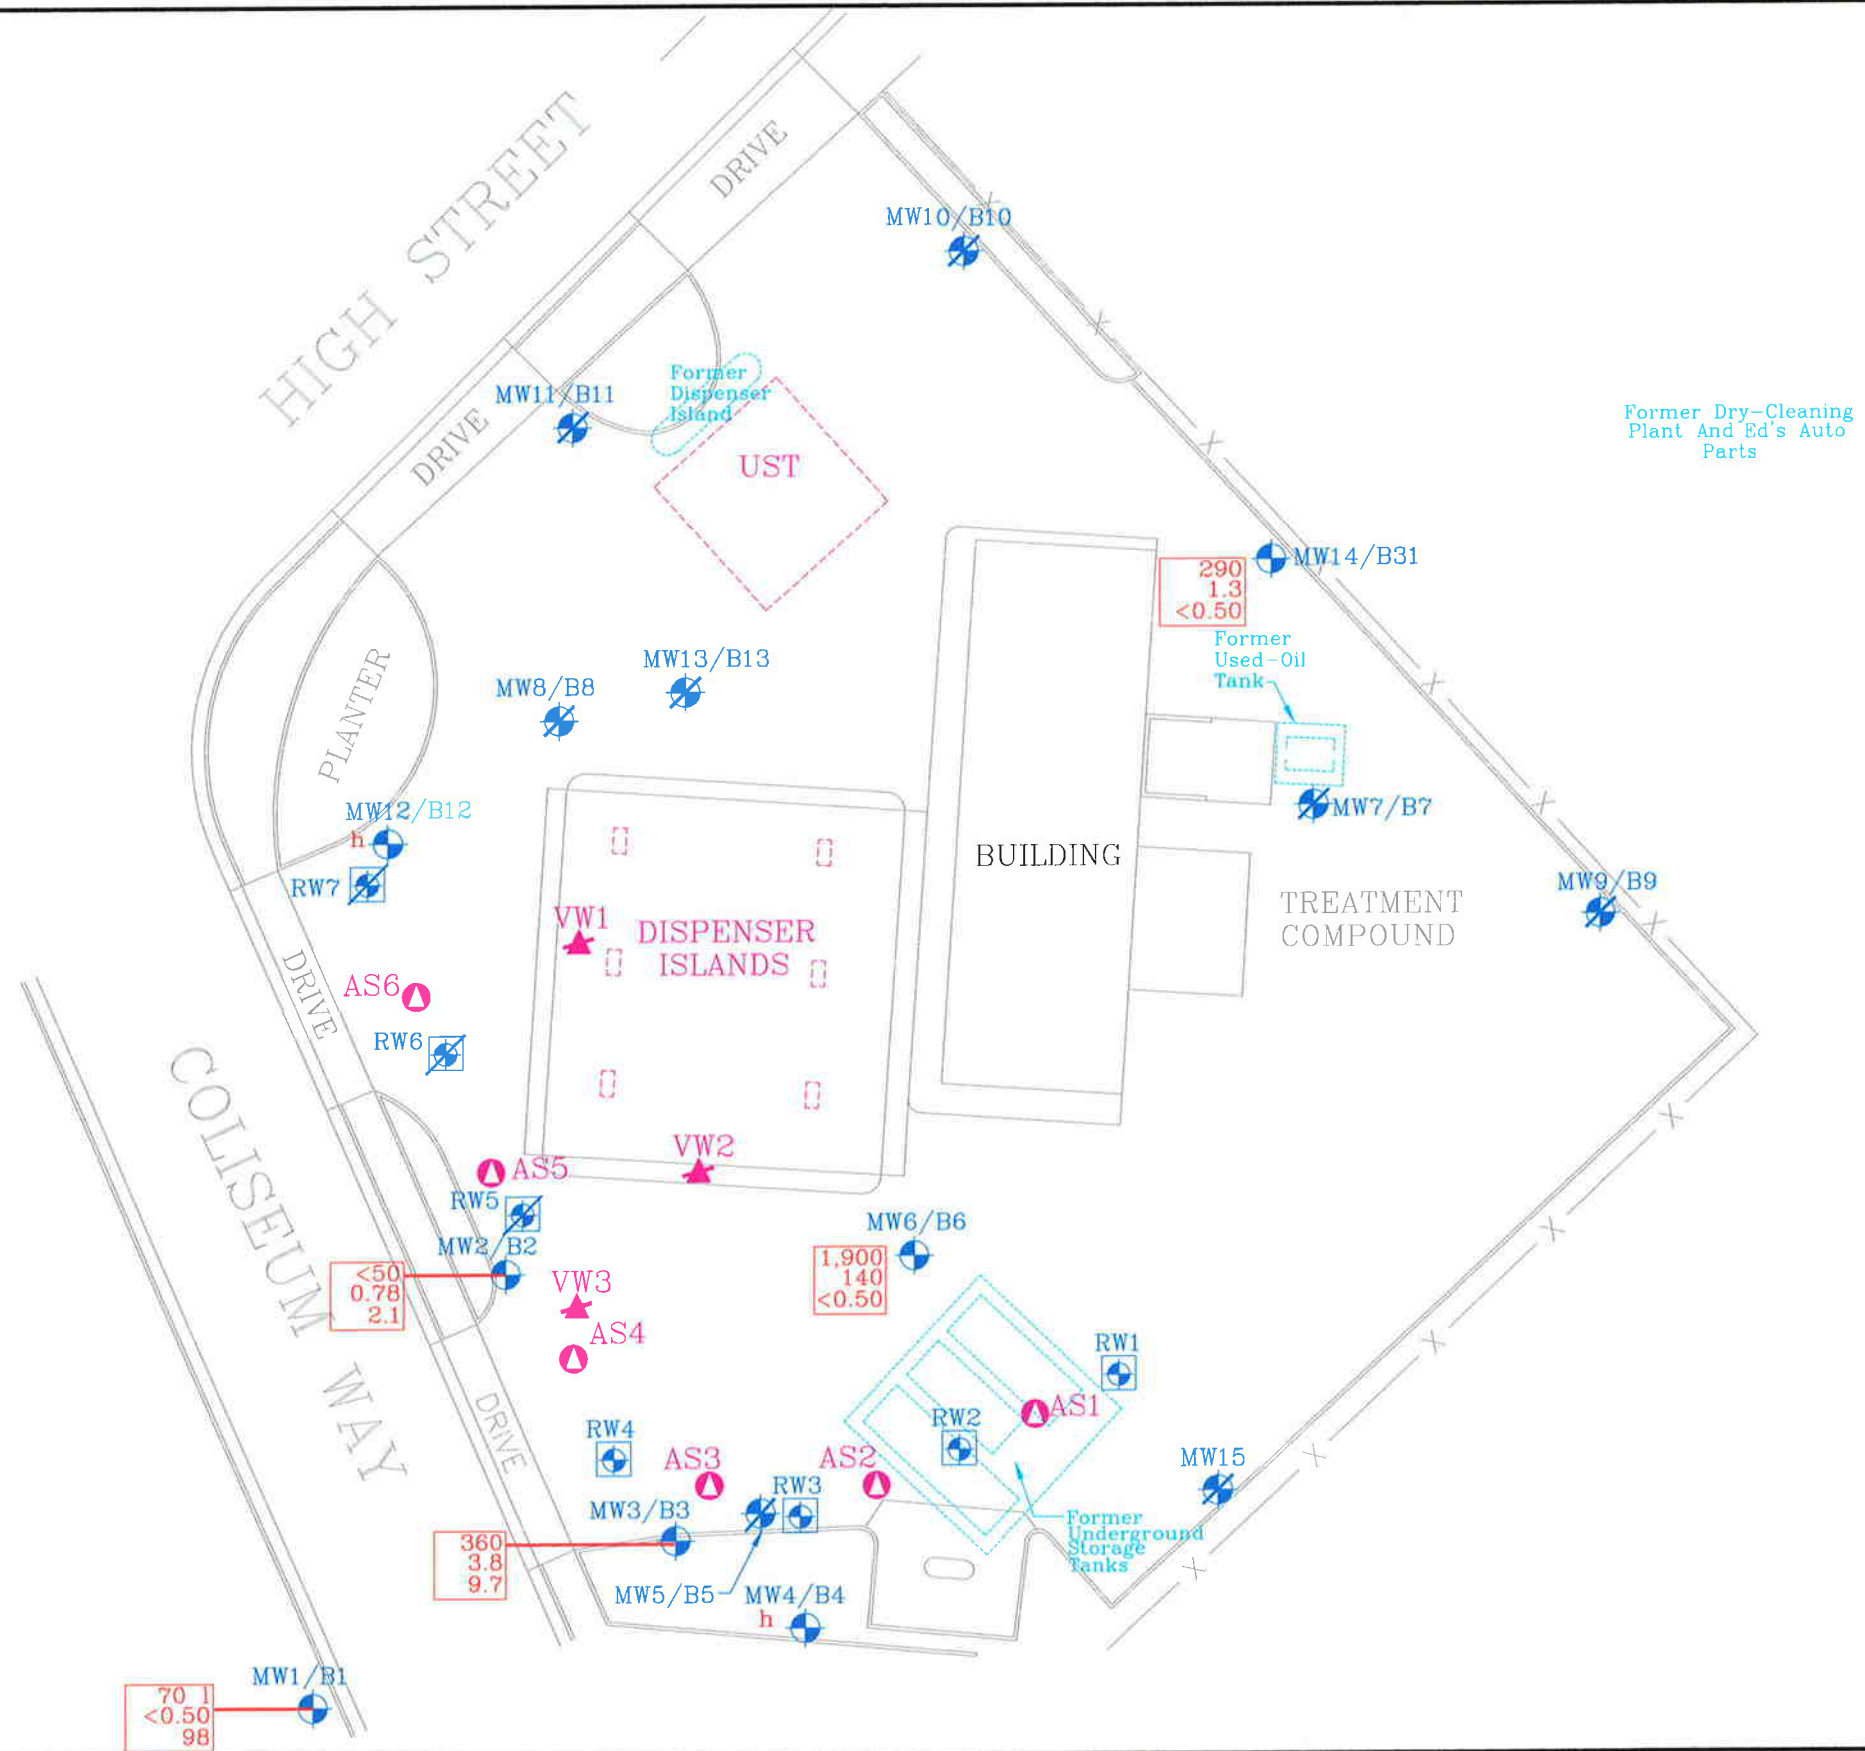 HIGH STREET
DRIVE
MW10/B10
Former
Dispenser
Island
MW11/B11
DRIVE
UST
Former Dry-Cleaning
Plant And Ed's Auto
Parts
MW14/B31
290
1.3
<0.50
Former
Used-Oil
Tank
MW13/B13
MW8/B8
PLANTER
MW12/B12
h
RW7
MW7/B7
BUILDING
MW9/B9
TREATMENT
COMPOUND
VW1
DISPENSER
ISLANDS
DRIVE
AS6
RW6
COLISEUM WAY
VW2
AS5
RW5
MW2/B2
<50
0.78
2.1
MW6/B6
1,900
140
<0.50
VW3
AS4
RW1
DRIVE
AS1
RW2
RW4
AS3
AS2
MW15
RW3
MW3/B3
360
3.8
9.7
Former
Underground
Storage
Tanks
MW5/B5
MW4/B4
h
MW1/B1
70 l
<0.50
98